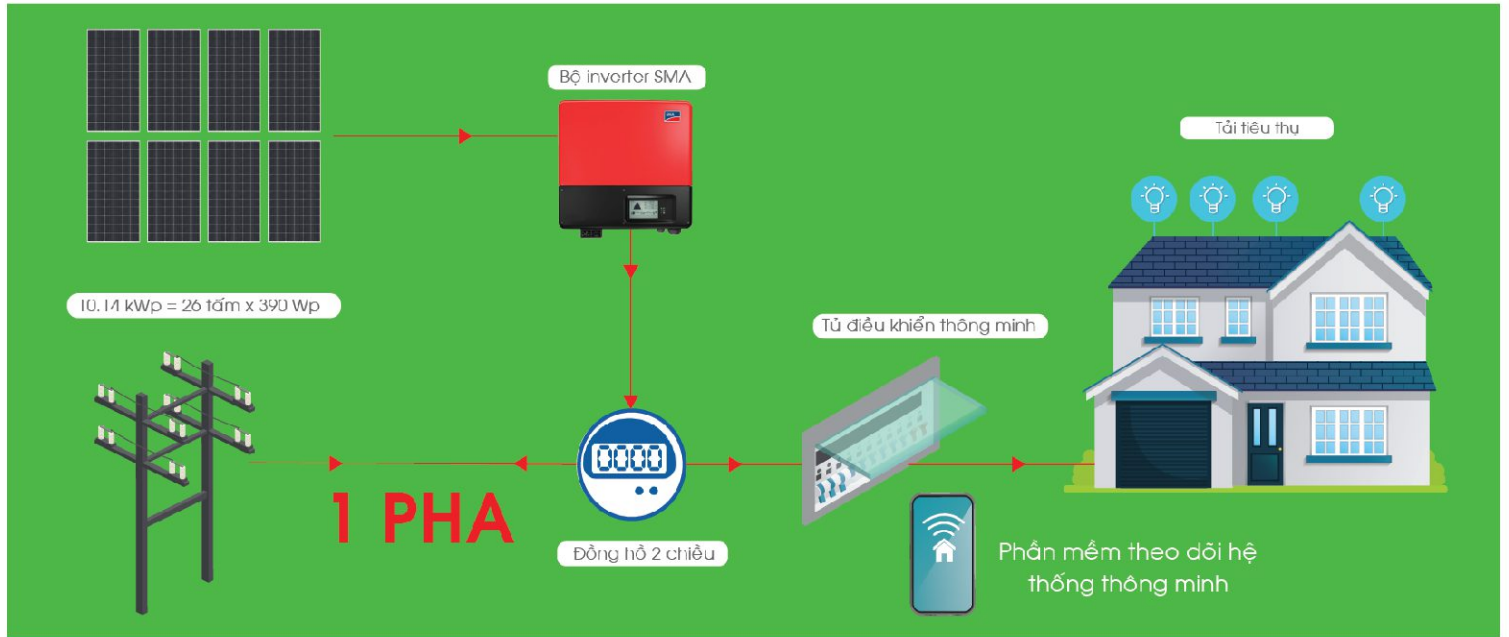 Bộ inverter SMA
Tải tiêu thụ
10.14 kWp = 26 tấm x 390 Wp
Tủ điều khiển thông minh
0000
1 PHA
Đồng hồ 2 chiều
Phần mềm theo dõi hệ
thống thông minh